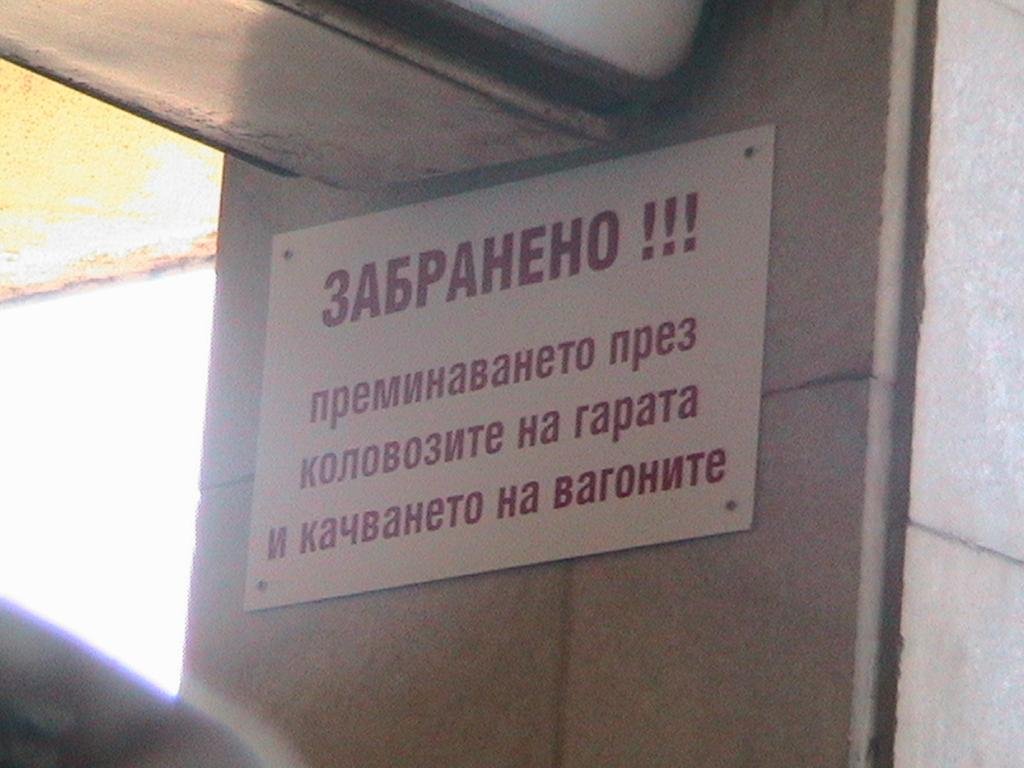 ЗАБРАНЕНО !!!
преминаването през
коловозите на гарата
и качването на вагоните